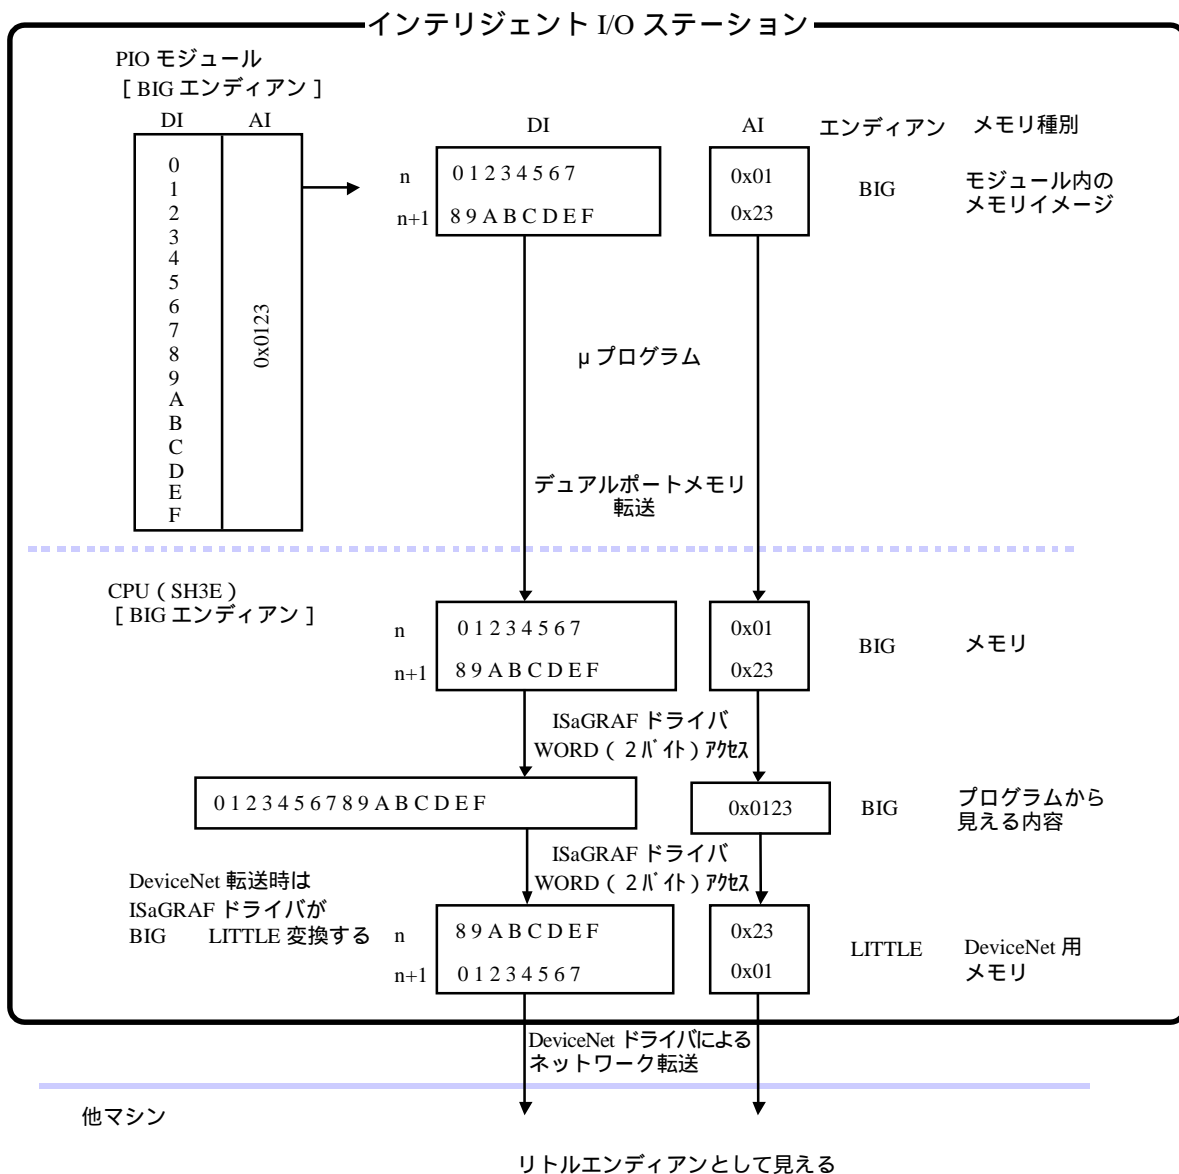 インテリジェント I/O ステーション
PIO モジュール
[ BIG エンディアン ]
DI AI
0
1
2
3
4
5
6
7
8
9
A
B
C
D
E
F
0x0123
DI AI エンディアン メモリ種別
n 0 1 2 3 4 5 6 7 0x01 BIG モジュール内の
n+1 8 9 A B C D E F 0x23 メモリイメージ
μ プログラム
デュアルポートメモリ
転送
CPU ( SH3E )
[ BIG エンディアン ]
n 0 1 2 3 4 5 6 7 0x01 BIG メモリ
n+1 8 9 A B C D E F 0x23
ISaGRAF ドライバ
WORD ( 2バイト ) アクセス
0 1 2 3 4 5 6 7 8 9 A B C D E F 0x0123 BIG プログラムから
見える内容
ISaGRAF ドライバ
WORD ( 2バイト ) アクセス
DeviceNet 転送時は
ISaGRAF ドライバが
BIG LITTLE 変換する
n 8 9 A B C D E F 0x23 LITTLE DeviceNet 用
n+1 0 1 2 3 4 5 6 7 0x01 メモリ
DeviceNet ドライバによる
ネットワーク転送
他マシン
リトルエンディアンとして見える